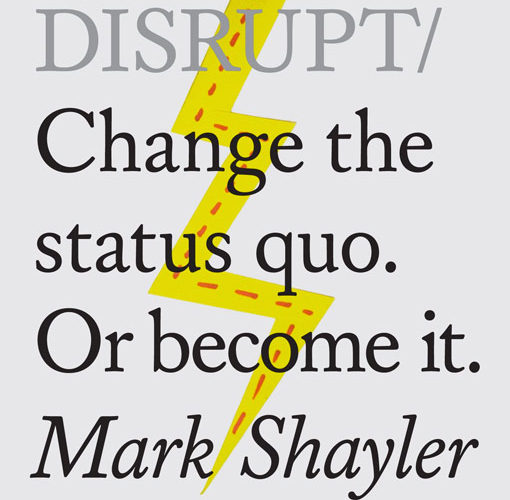 DISRUPT/
Change the
status quo.
Or become it.
Mark Shayler